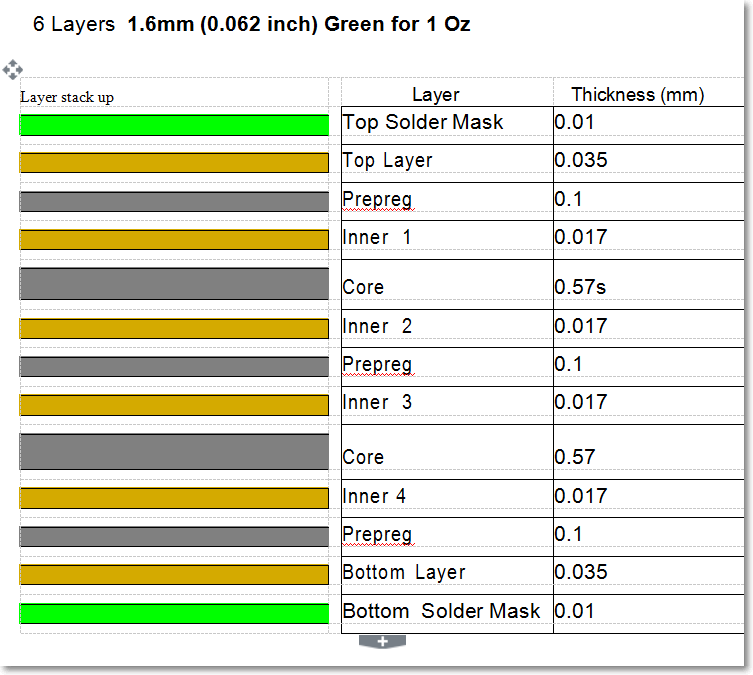 6 Layers 1.6mm (0.062 inch) Green for 1 Oz
Layer stack up Layer Thickness (mm)
Top Solder Mask 0.01
Top Layer 0.035
Prepreg 0.1
Inner 1 0.017
Core 0.57s
Inner 2 0.017
Prepreg 0.1
Inner 3 0.017
Core 0.57
Inner 4 0.017
Prepreg 0.1
Bottom Layer 0.035
Bottom Solder Mask 0.01